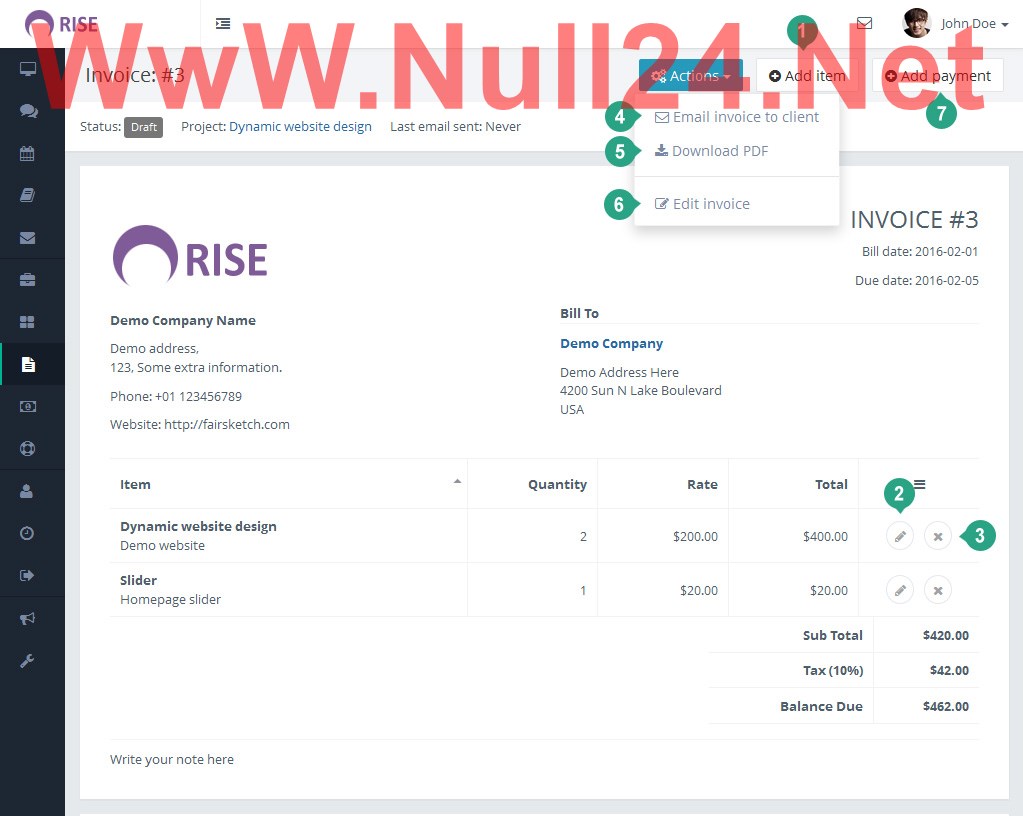 RISE
John Doe
WwW.Null24.Net
1
Invoice: #3
Actions
Add item
Add payment
7
Status: Draft Project: Dynamic website design Last email sent: Never
4 Email invoice to client
5 Download PDF
6 Edit invoice
INVOICE #3
Bill date: 2016-02-01
Due date: 2016-02-05
RISE
Demo Company Name
Demo address,
123, Some extra information.
Phone: +01 123456789
Website: http://fairsketch.com
Bill To
Demo Company
Demo Address Here
4200 Sun N Lake Boulevard
USA
Item Quantity Rate Total
2
Dynamic website design
Demo website
2 $200.00 $400.00
3
Slider
Homepage slider
1 $20.00 $20.00
Sub Total $420.00
Tax (10%) $42.00
Balance Due $462.00
Write your note here